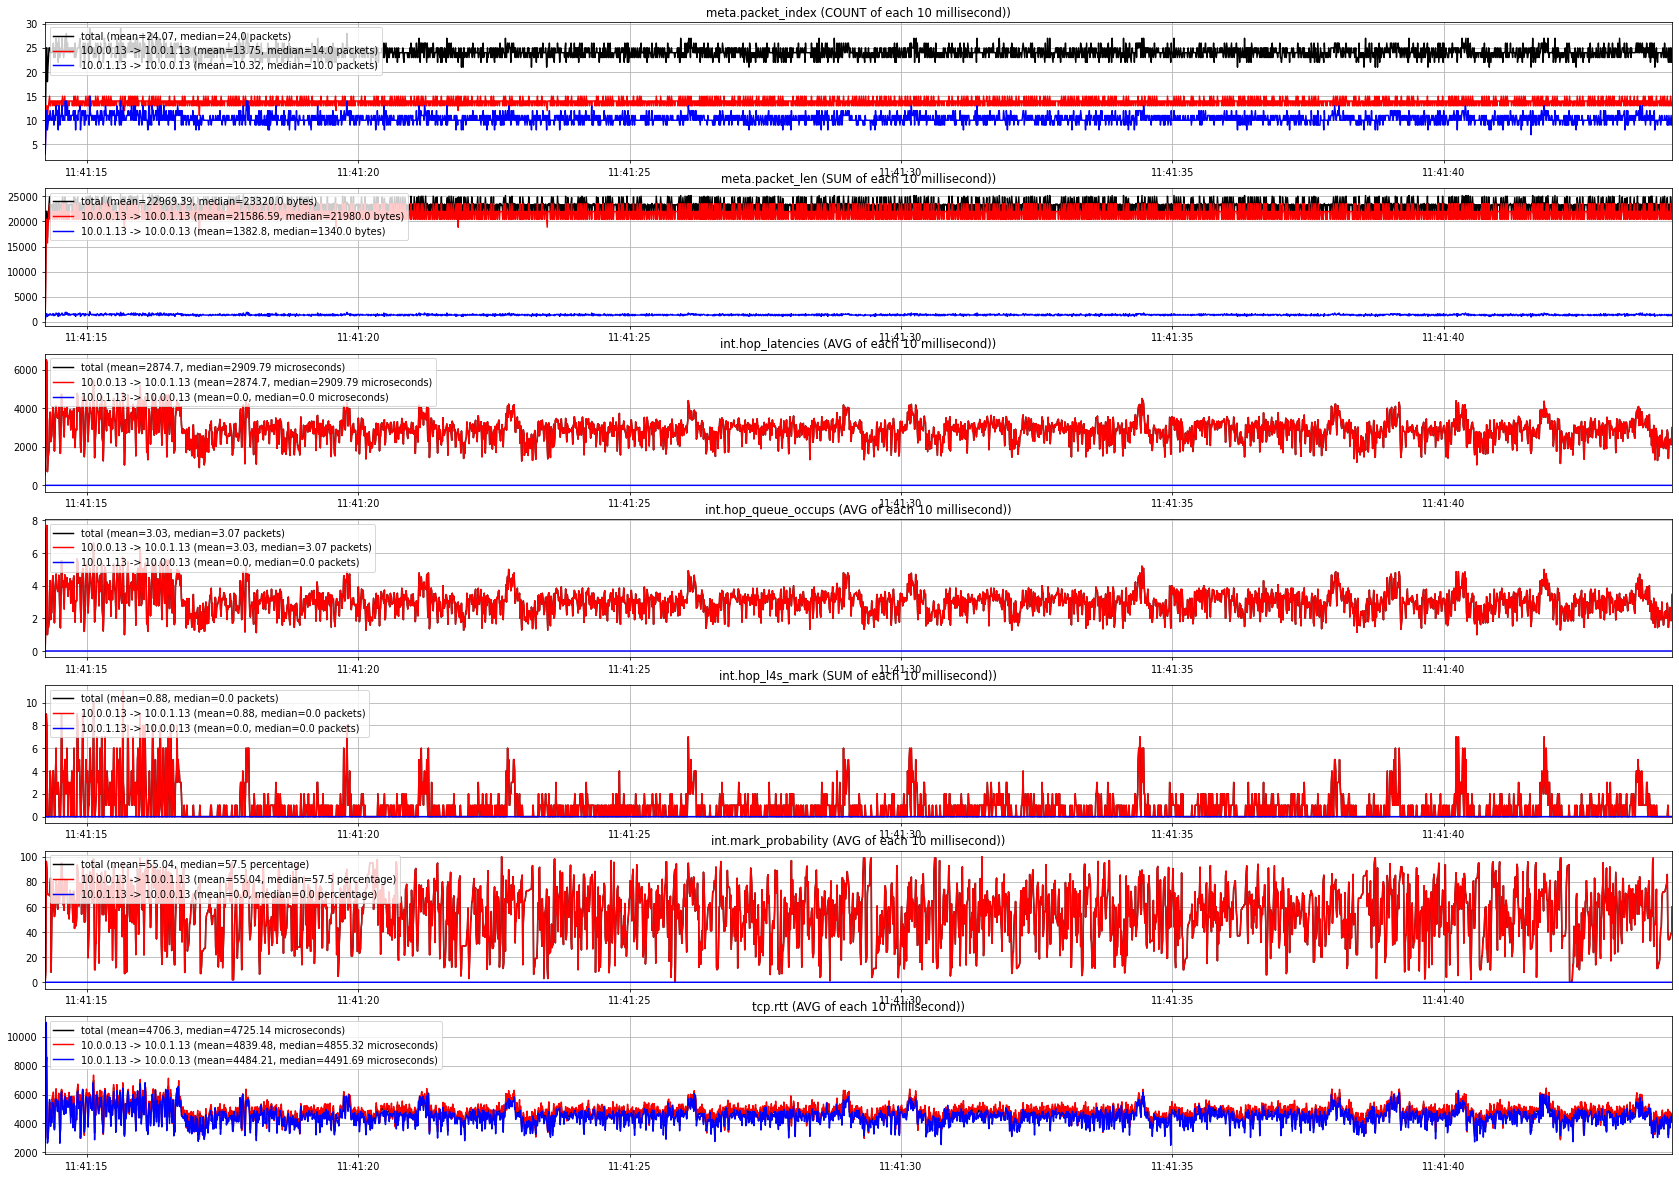 meta.packet_index (COUNT of each 10 millisecond))
30
25
20
15
10
5
total (mean=24.07, median=24.0 packets)
10.0.0.13 -> 10.0.1.13 (mean=13.75, median=14.0 packets)
10.0.1.13 -> 10.0.0.13 (mean=10.32, median=10.0 packets)
11:41:15 11:41:20 11:41:25 11:41:30 11:41:35 11:41:40
meta.packet_len (SUM of each 10 millisecond))
25000
20000
15000
10000
5000
0
total (mean=22969.39, median=23320.0 bytes)
10.0.0.13 -> 10.0.1.13 (mean=21586.59, median=21980.0 bytes)
10.0.1.13 -> 10.0.0.13 (mean=1382.8, median=1340.0 bytes)
11:41:15 11:41:20 11:41:25 11:41:30 11:41:35 11:41:40
int.hop_latencies (AVG of each 10 millisecond))
6000
4000
2000
0
total (mean=2874.7, median=2909.79 microseconds)
10.0.0.13 -> 10.0.1.13 (mean=2874.7, median=2909.79 microseconds)
10.0.1.13 -> 10.0.0.13 (mean=0.0, median=0.0 microseconds)
11:41:15 11:41:20 11:41:25 11:41:30 11:41:35 11:41:40
int.hop_queue_occups (AVG of each 10 millisecond))
8
6
4
2
0
total (mean=3.03, median=3.07 packets)
10.0.0.13 -> 10.0.1.13 (mean=3.03, median=3.07 packets)
10.0.1.13 -> 10.0.0.13 (mean=0.0, median=0.0 packets)
11:41:15 11:41:20 11:41:25 11:41:30 11:41:35 11:41:40
int.hop_l4s_mark (SUM of each 10 millisecond))
10
8
6
4
2
0
total (mean=0.88, median=0.0 packets)
10.0.0.13 -> 10.0.1.13 (mean=0.88, median=0.0 packets)
10.0.1.13 -> 10.0.0.13 (mean=0.0, median=0.0 packets)
11:41:15 11:41:20 11:41:25 11:41:30 11:41:35 11:41:40
int.mark_probability (AVG of each 10 millisecond))
100
80
60
40
20
0
total (mean=55.04, median=57.5 percentage)
10.0.0.13 -> 10.0.1.13 (mean=55.04, median=57.5 percentage)
10.0.1.13 -> 10.0.0.13 (mean=0.0, median=0.0 percentage)
11:41:15 11:41:20 11:41:25 11:41:30 11:41:35 11:41:40
tcp.rtt (AVG of each 10 millisecond))
10000
8000
6000
4000
2000
total (mean=4706.3, median=4725.14 microseconds)
10.0.0.13 -> 10.0.1.13 (mean=4839.48, median=4855.32 microseconds)
10.0.1.13 -> 10.0.0.13 (mean=4484.21, median=4491.69 microseconds)
11:41:15 11:41:20 11:41:25 11:41:30 11:41:35 11:41:40